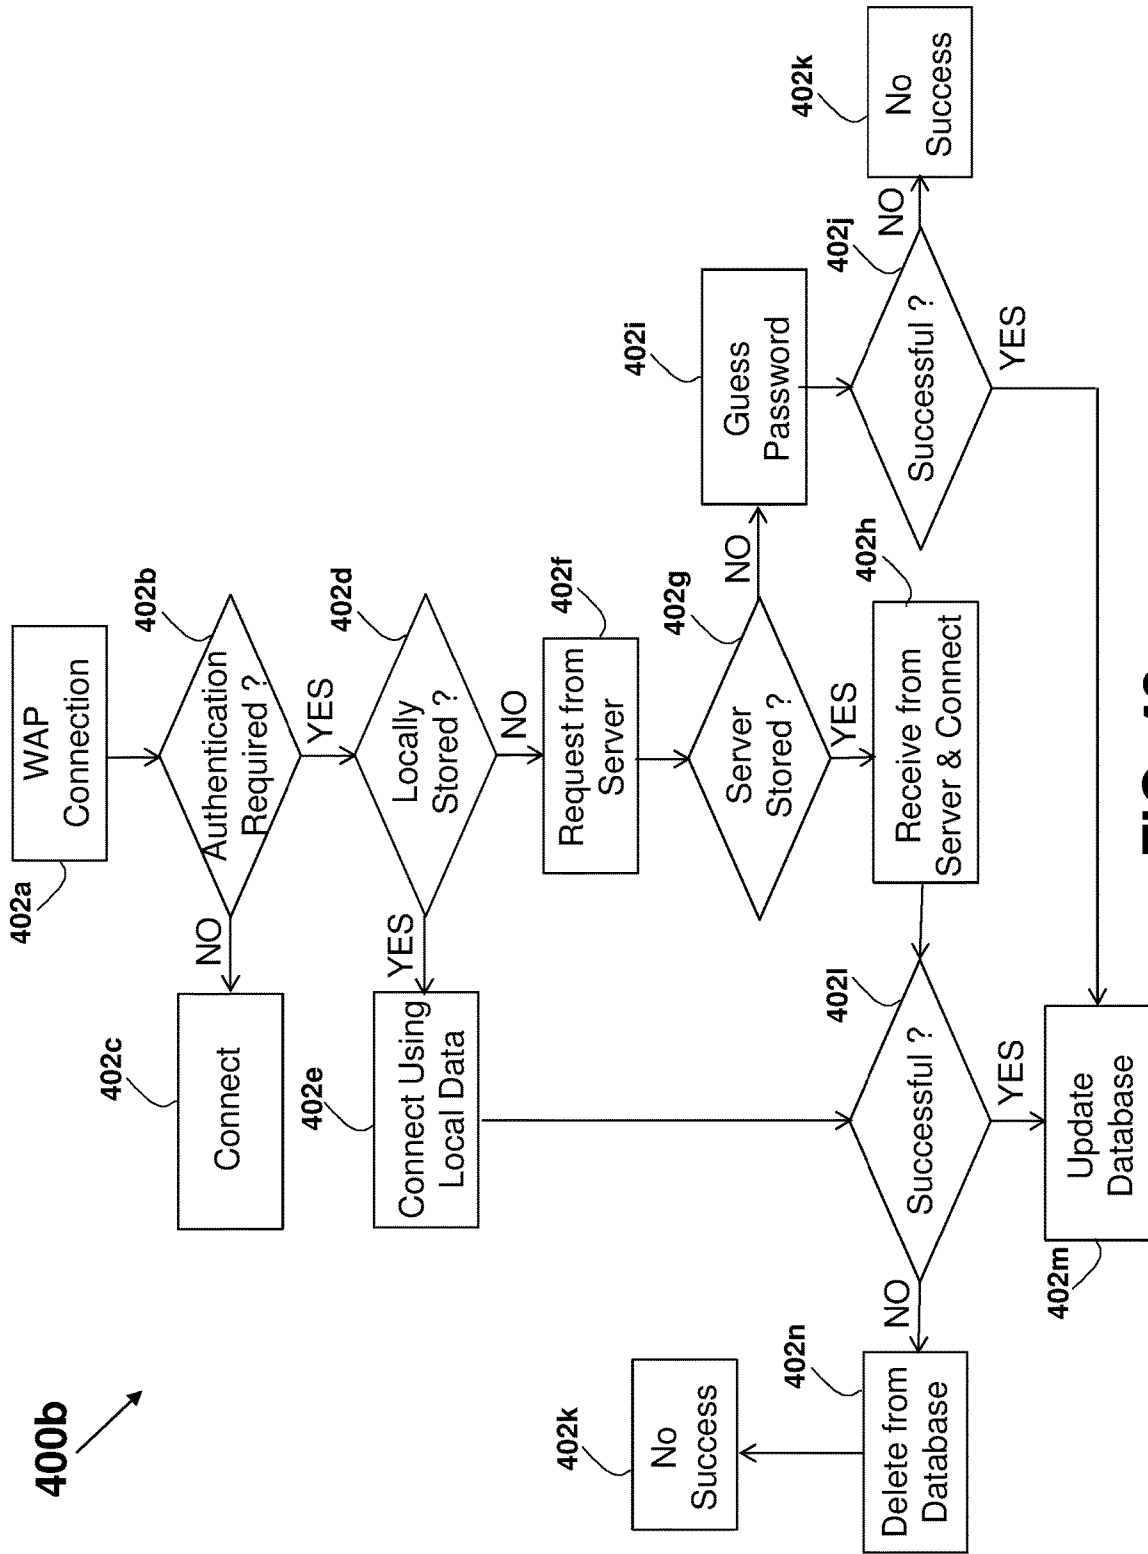 400b
WAP
Connection
402a
Authentication
Required ?
402b
NO
YES
Connect
402c
Locally
Stored ?
402d
YES
NO
Connect Using
Local Data
402e
Request from
Server
402f
Server
Stored ?
402g
NO
YES
Guess
Password
402i
Receive from
Server & Connect
402h
Successful ?
402j
NO
YES
No
Success
402k
Successful ?
402l
NO
YES
Delete from
Database
402n
No
Success
402k
Update
Database
402m